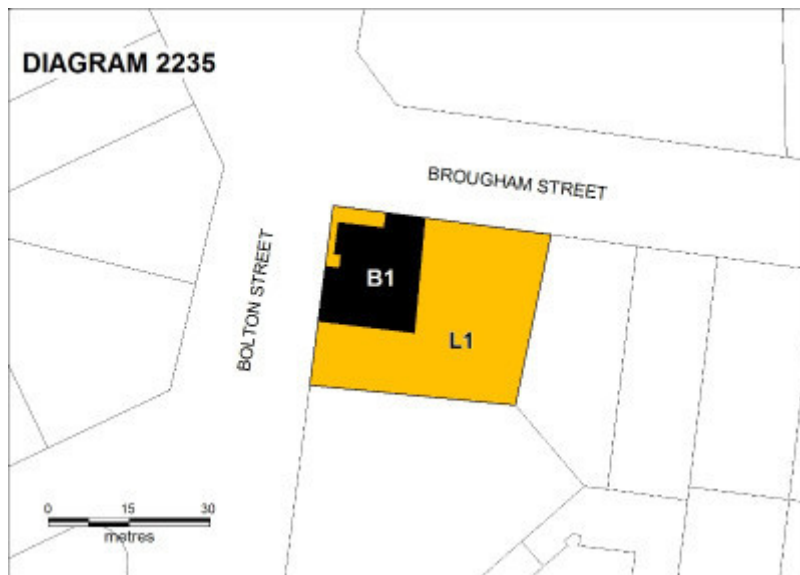 DIAGRAM 2235
BROUGHAM STREET
BOLTON STREET
B1
L1
0 15 30
metres